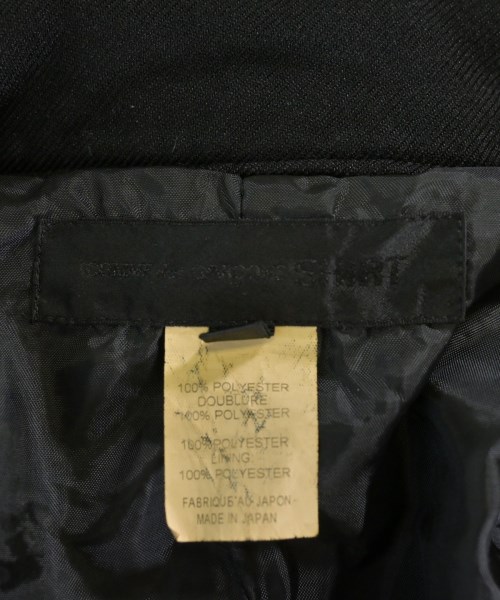 100% POLYESTER
DOUBLURE
100% POLYESTER
100% POLYESTER
LINING:
100% POLYESTER
FABRIQUE AU JAPON
MADE IN JAPAN